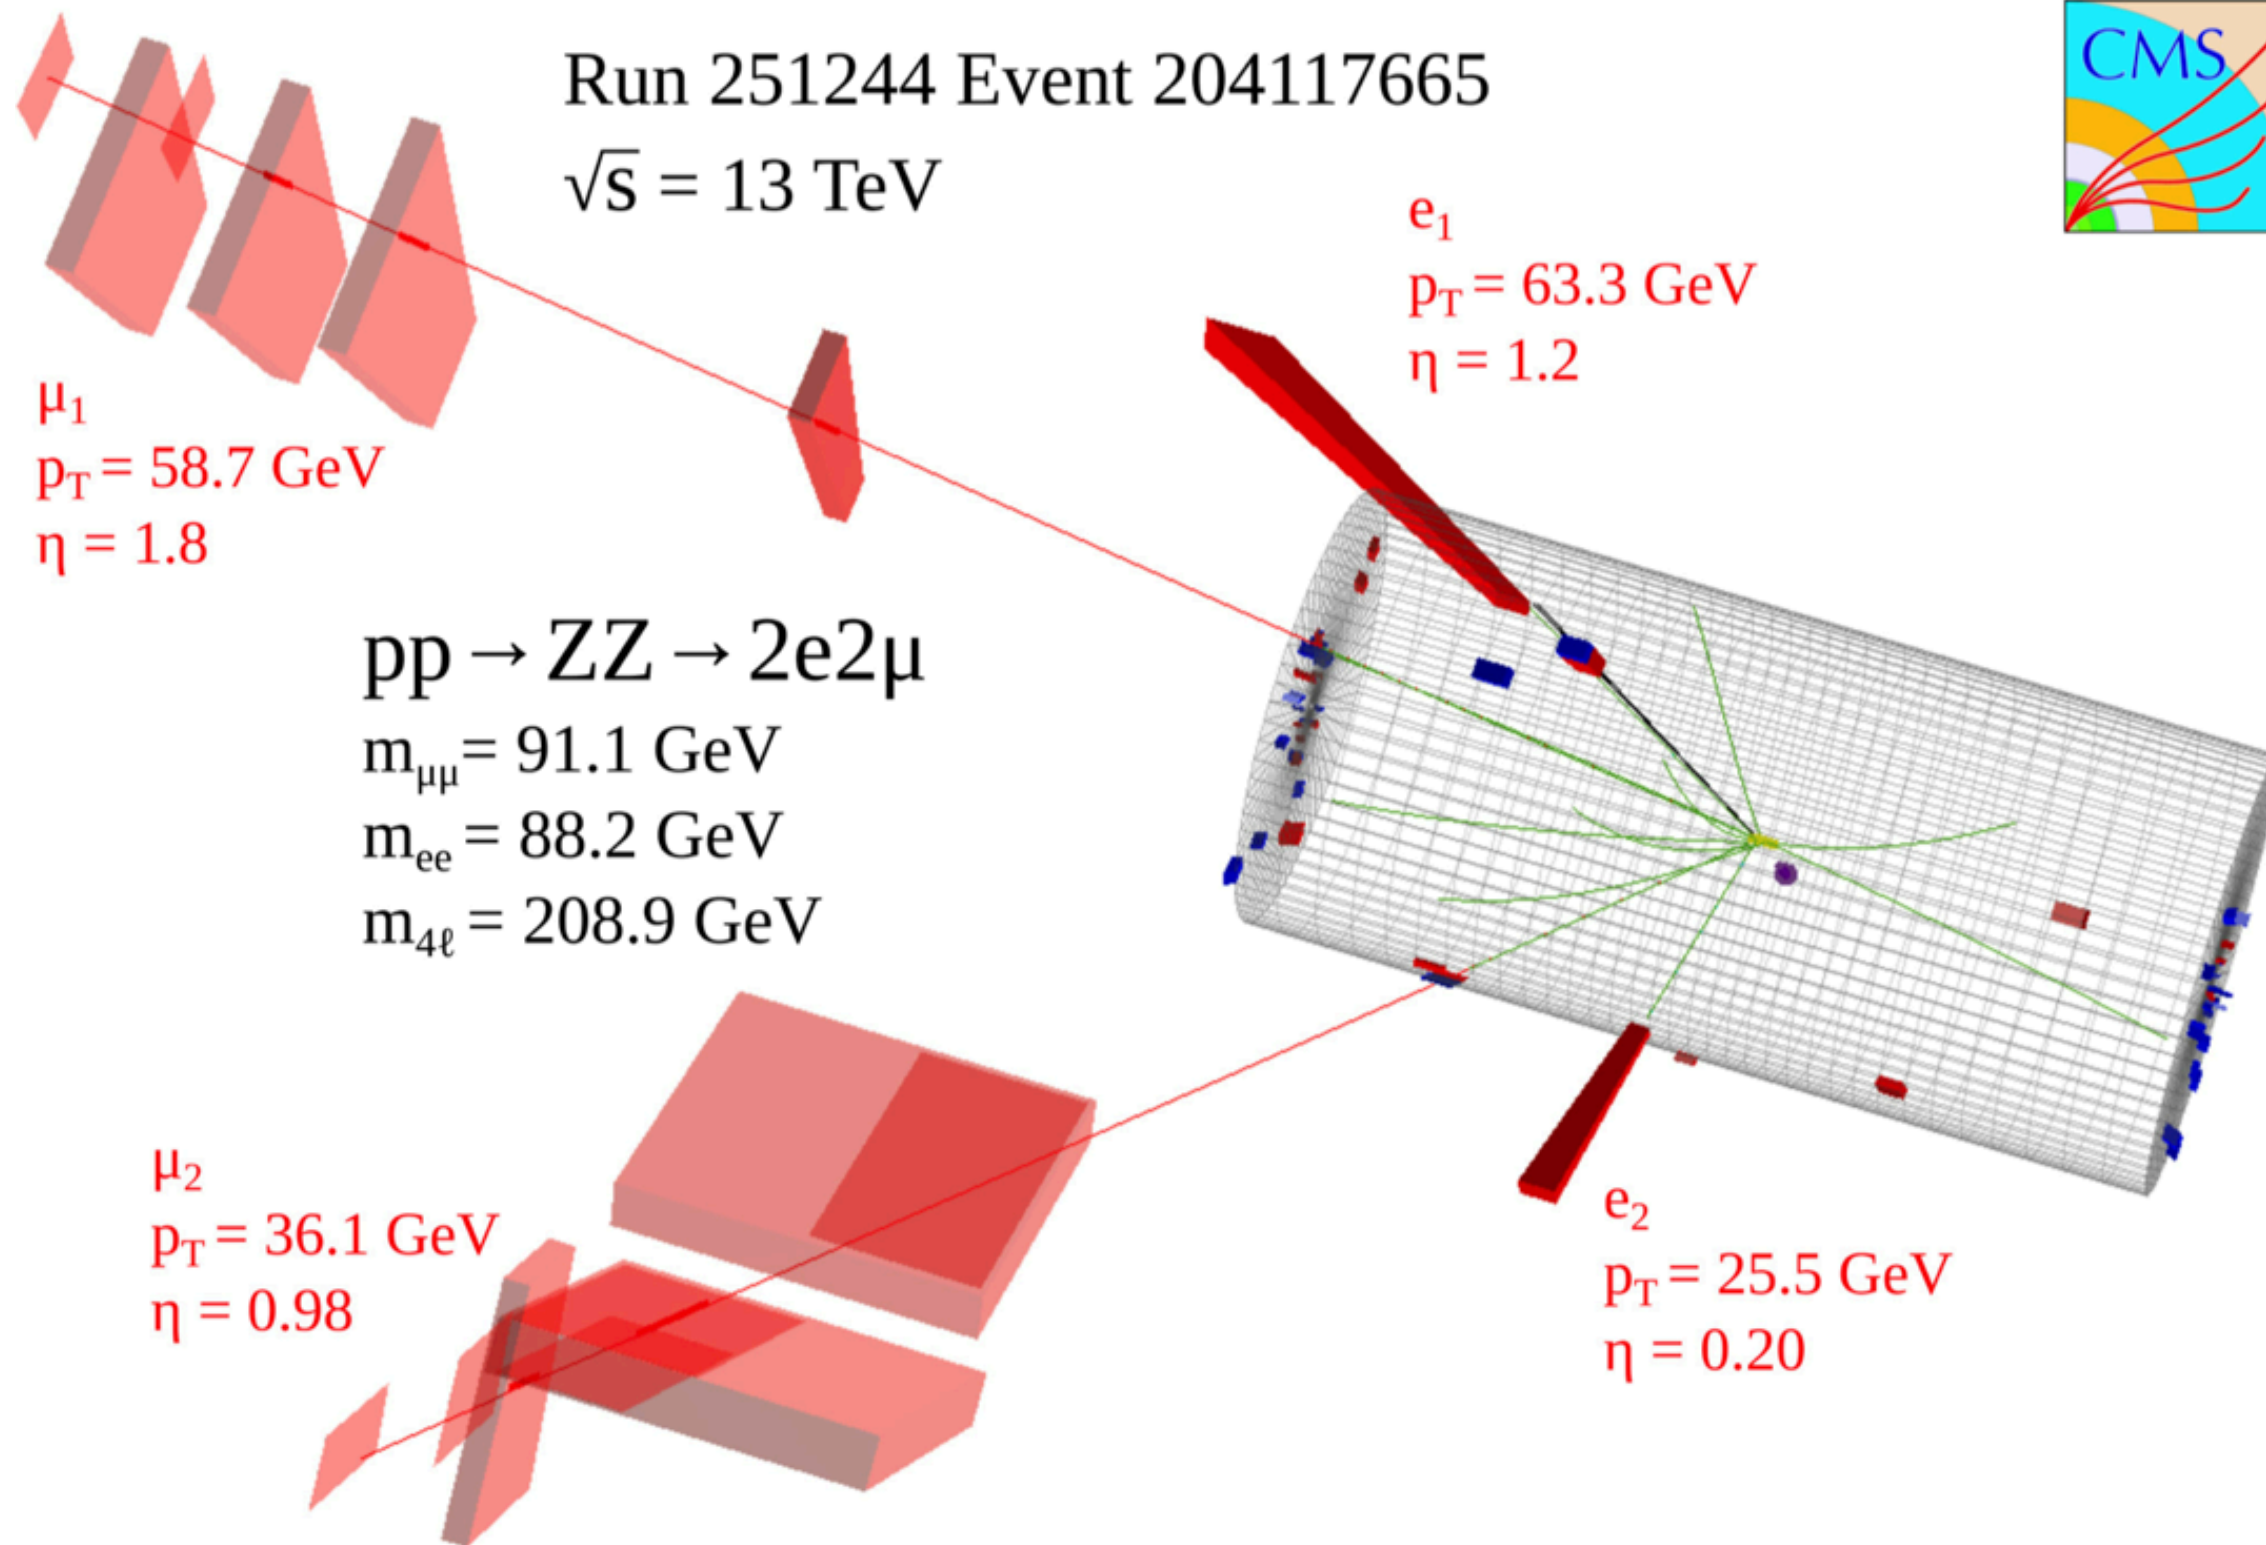 Run 251244 Event 204117665
√s = 13 TeV
CMS
e₁
p_T = 63.3 GeV
η = 1.2
μ₁
p_T = 58.7 GeV
η = 1.8
pp → ZZ → 2e2μ
m_μμ = 91.1 GeV
m_ee = 88.2 GeV
m_4ℓ = 208.9 GeV
μ₂
p_T = 36.1 GeV
η = 0.98
e₂
p_T = 25.5 GeV
η = 0.20